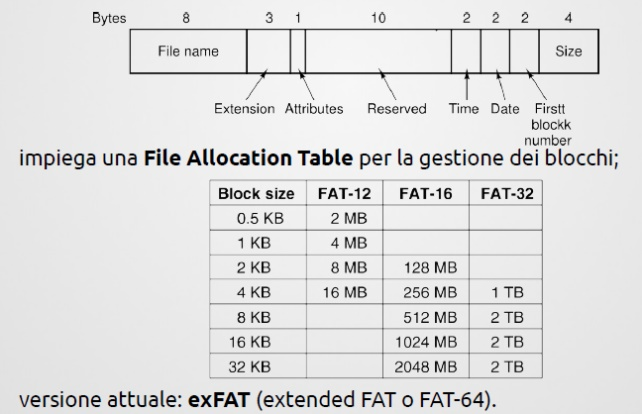 Bytes 8 3 1 10 2 2 2 4
File name Size
Extension Attributes Reserved Time Date Firstt
blockk
number
impiega una File Allocation Table per la gestione dei blocchi;
Block size FAT-12 FAT-16 FAT-32
0.5 KB 2 MB
1 KB 4 MB
2 KB 8 MB 128 MB
4 KB 16 MB 256 MB 1 TB
8 KB 512 MB 2 TB
16 KB 1024 MB 2 TB
32 KB 2048 MB 2 TB
versione attuale: exFAT (extended FAT o FAT-64).